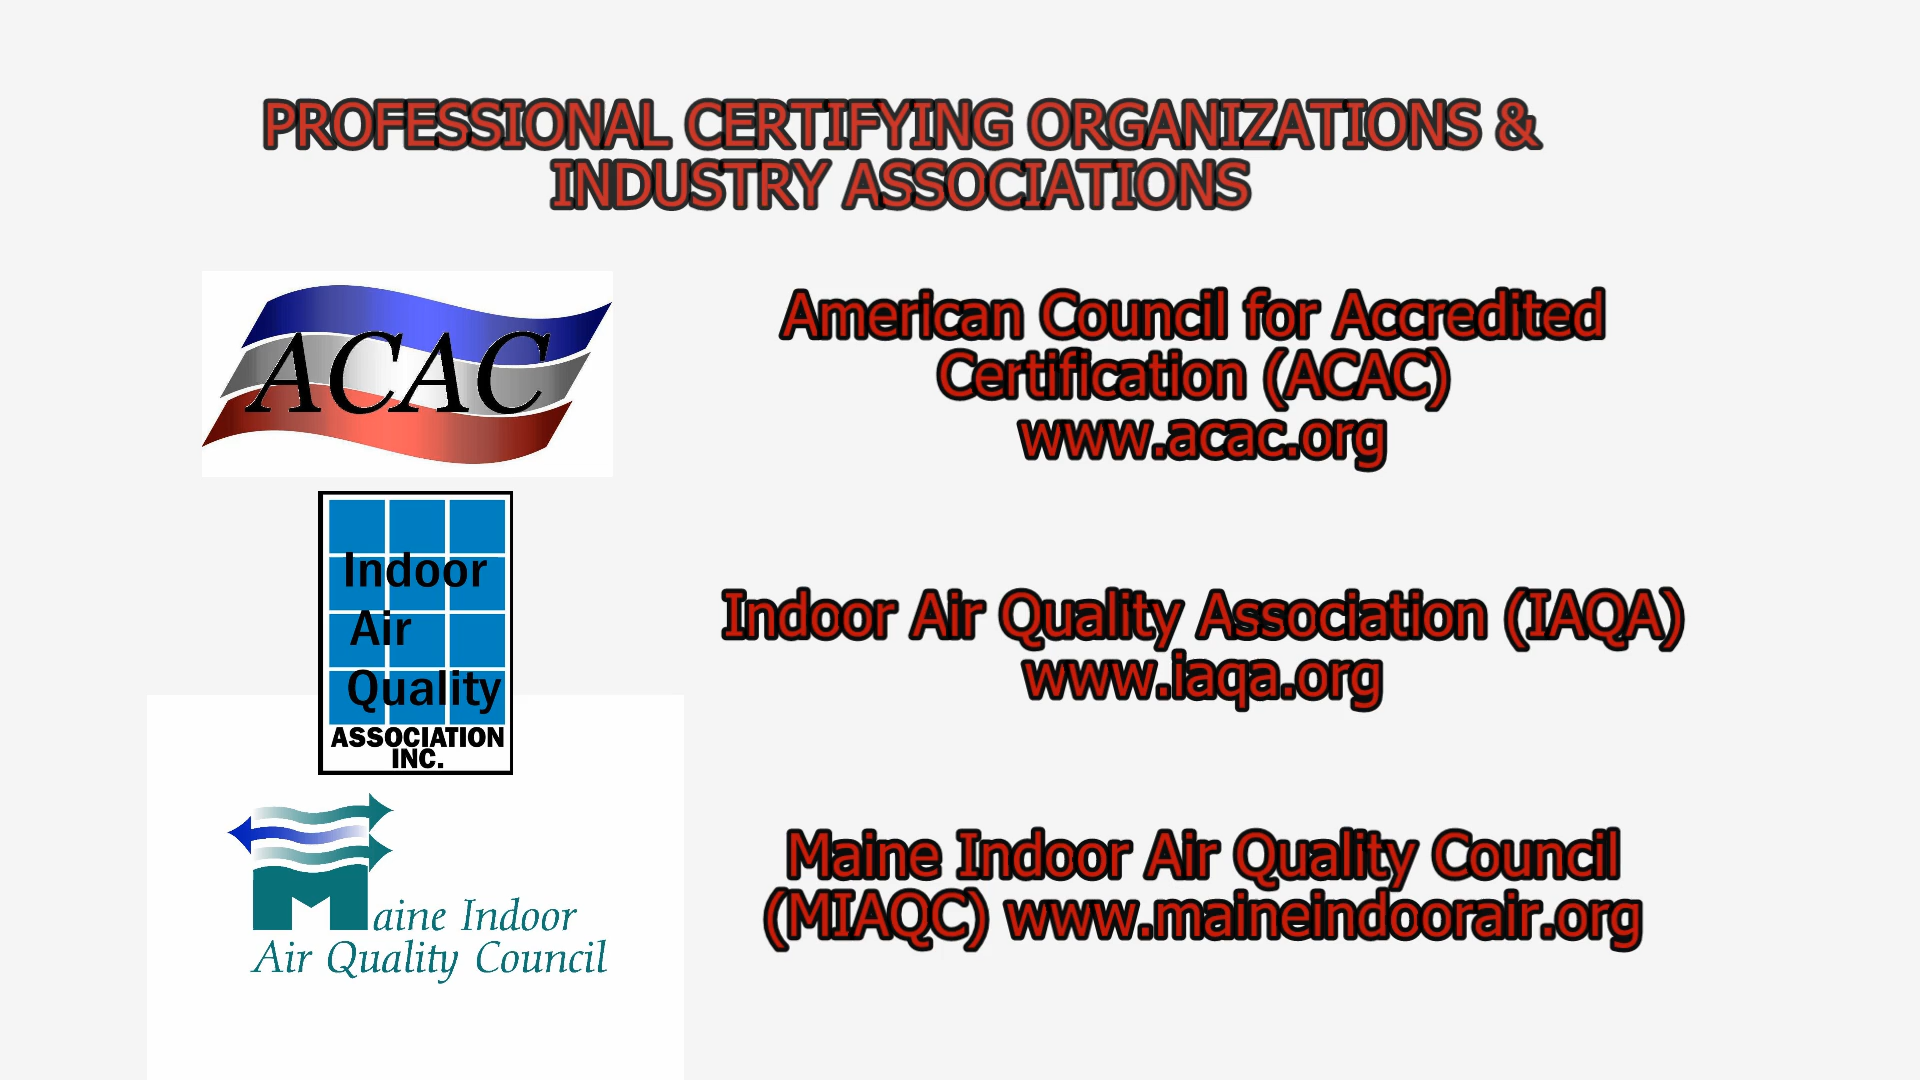 PROFESSIONAL CERTIFYING ORGANIZATIONS &
INDUSTRY ASSOCIATIONS
ACAC
American Council for Accredited
Certification (ACAC)
www.acac.org
Indoor
Air
Quality
ASSOCIATION
INC.
Indoor Air Quality Association (IAQA)
www.iaqa.org
Maine Indoor
Air Quality Council
Maine Indoor Air Quality Council
(MIAQC) www.maineindoorair.org